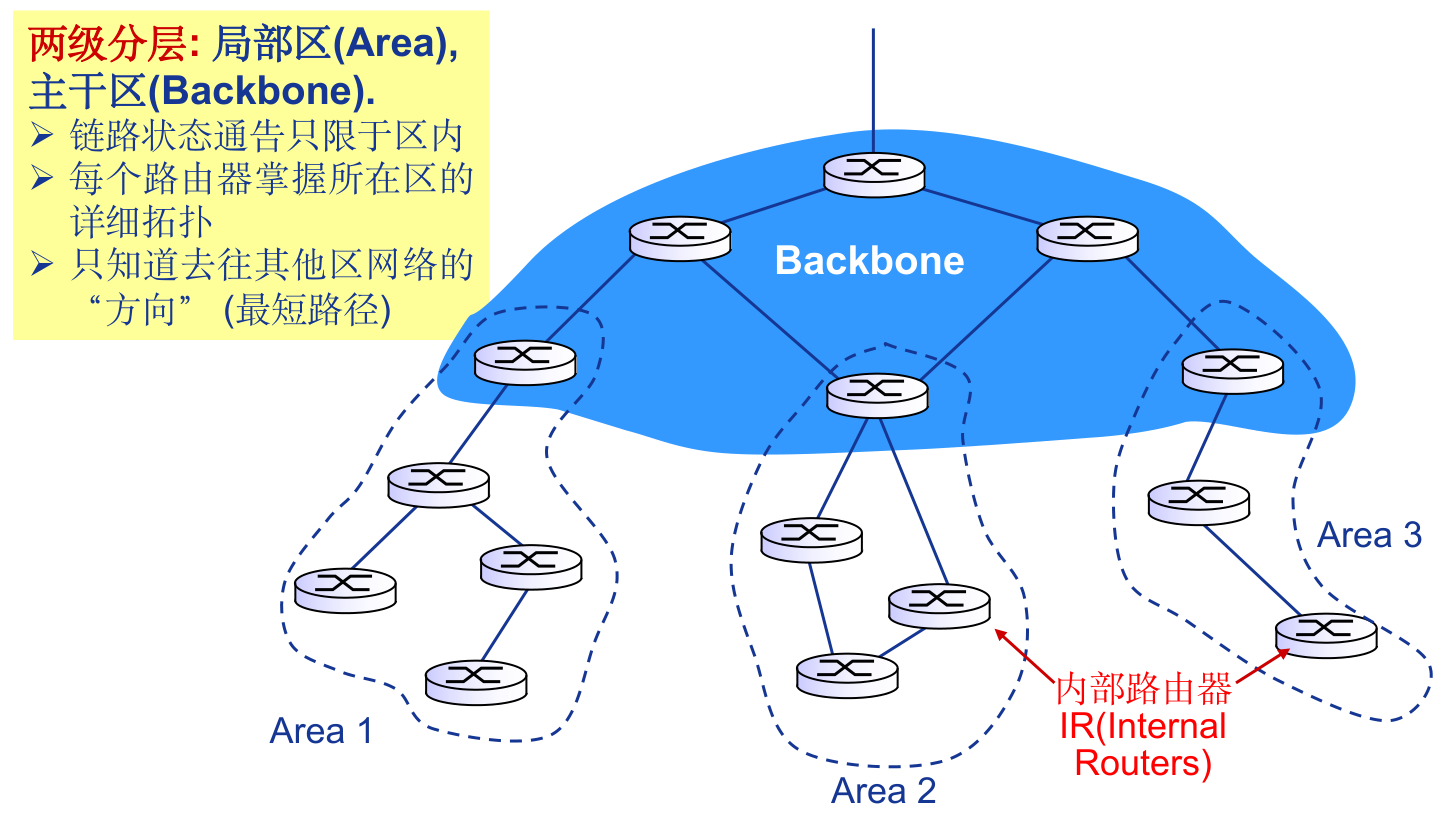 两级分层: 局部区(Area),
主干区(Backbone).
➢ 链路状态通告只限于区内
➢ 每个路由器掌握所在区的
详细拓扑
➢ 只知道去往其他区网络的
“方向” (最短路径)
Backbone
Area 3
内部路由器
IR(Internal
Routers)
Area 1
Area 2